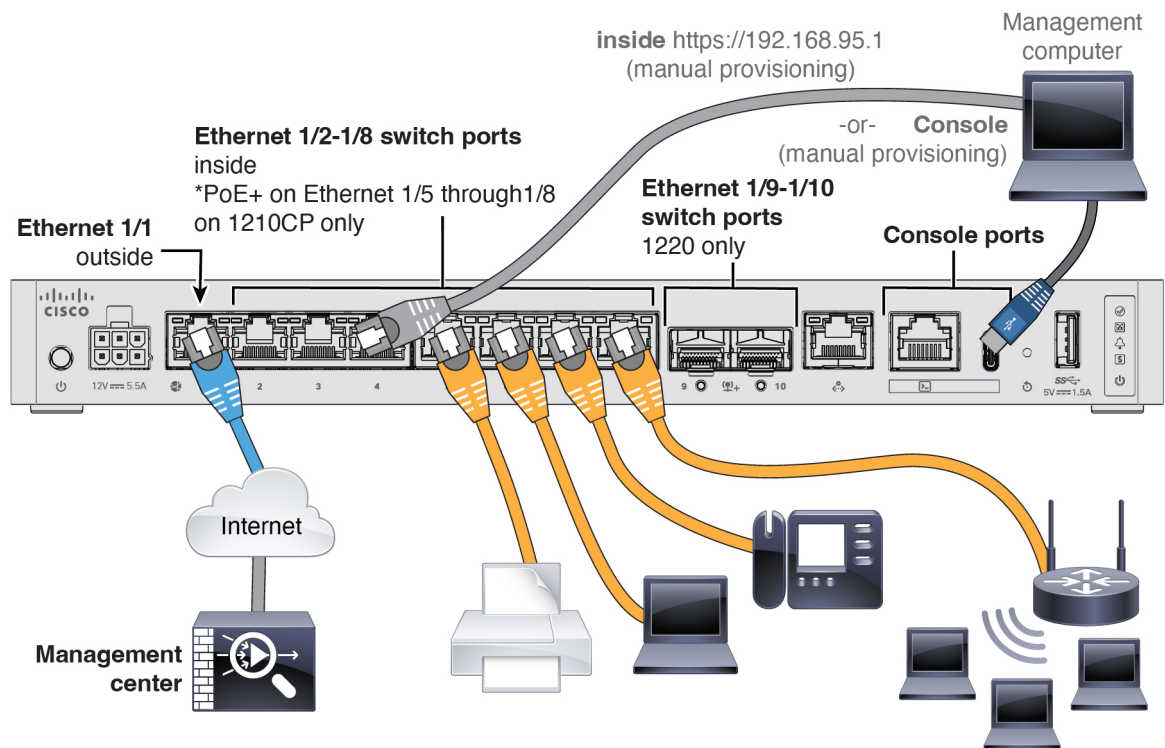 Management
computer
inside https://192.168.95.1
(manual provisioning)
-or- Console
(manual provisioning)
Ethernet 1/2-1/8 switch ports
inside
*PoE+ on Ethernet 1/5 through1/8
on 1210CP only
Ethernet 1/9-1/10
switch ports
1220 only
Ethernet 1/1
outside
Console ports
CISCO
12V 5.5A
2
3
4
9
10
SS
5V 1.5A
S
Internet
Management
center